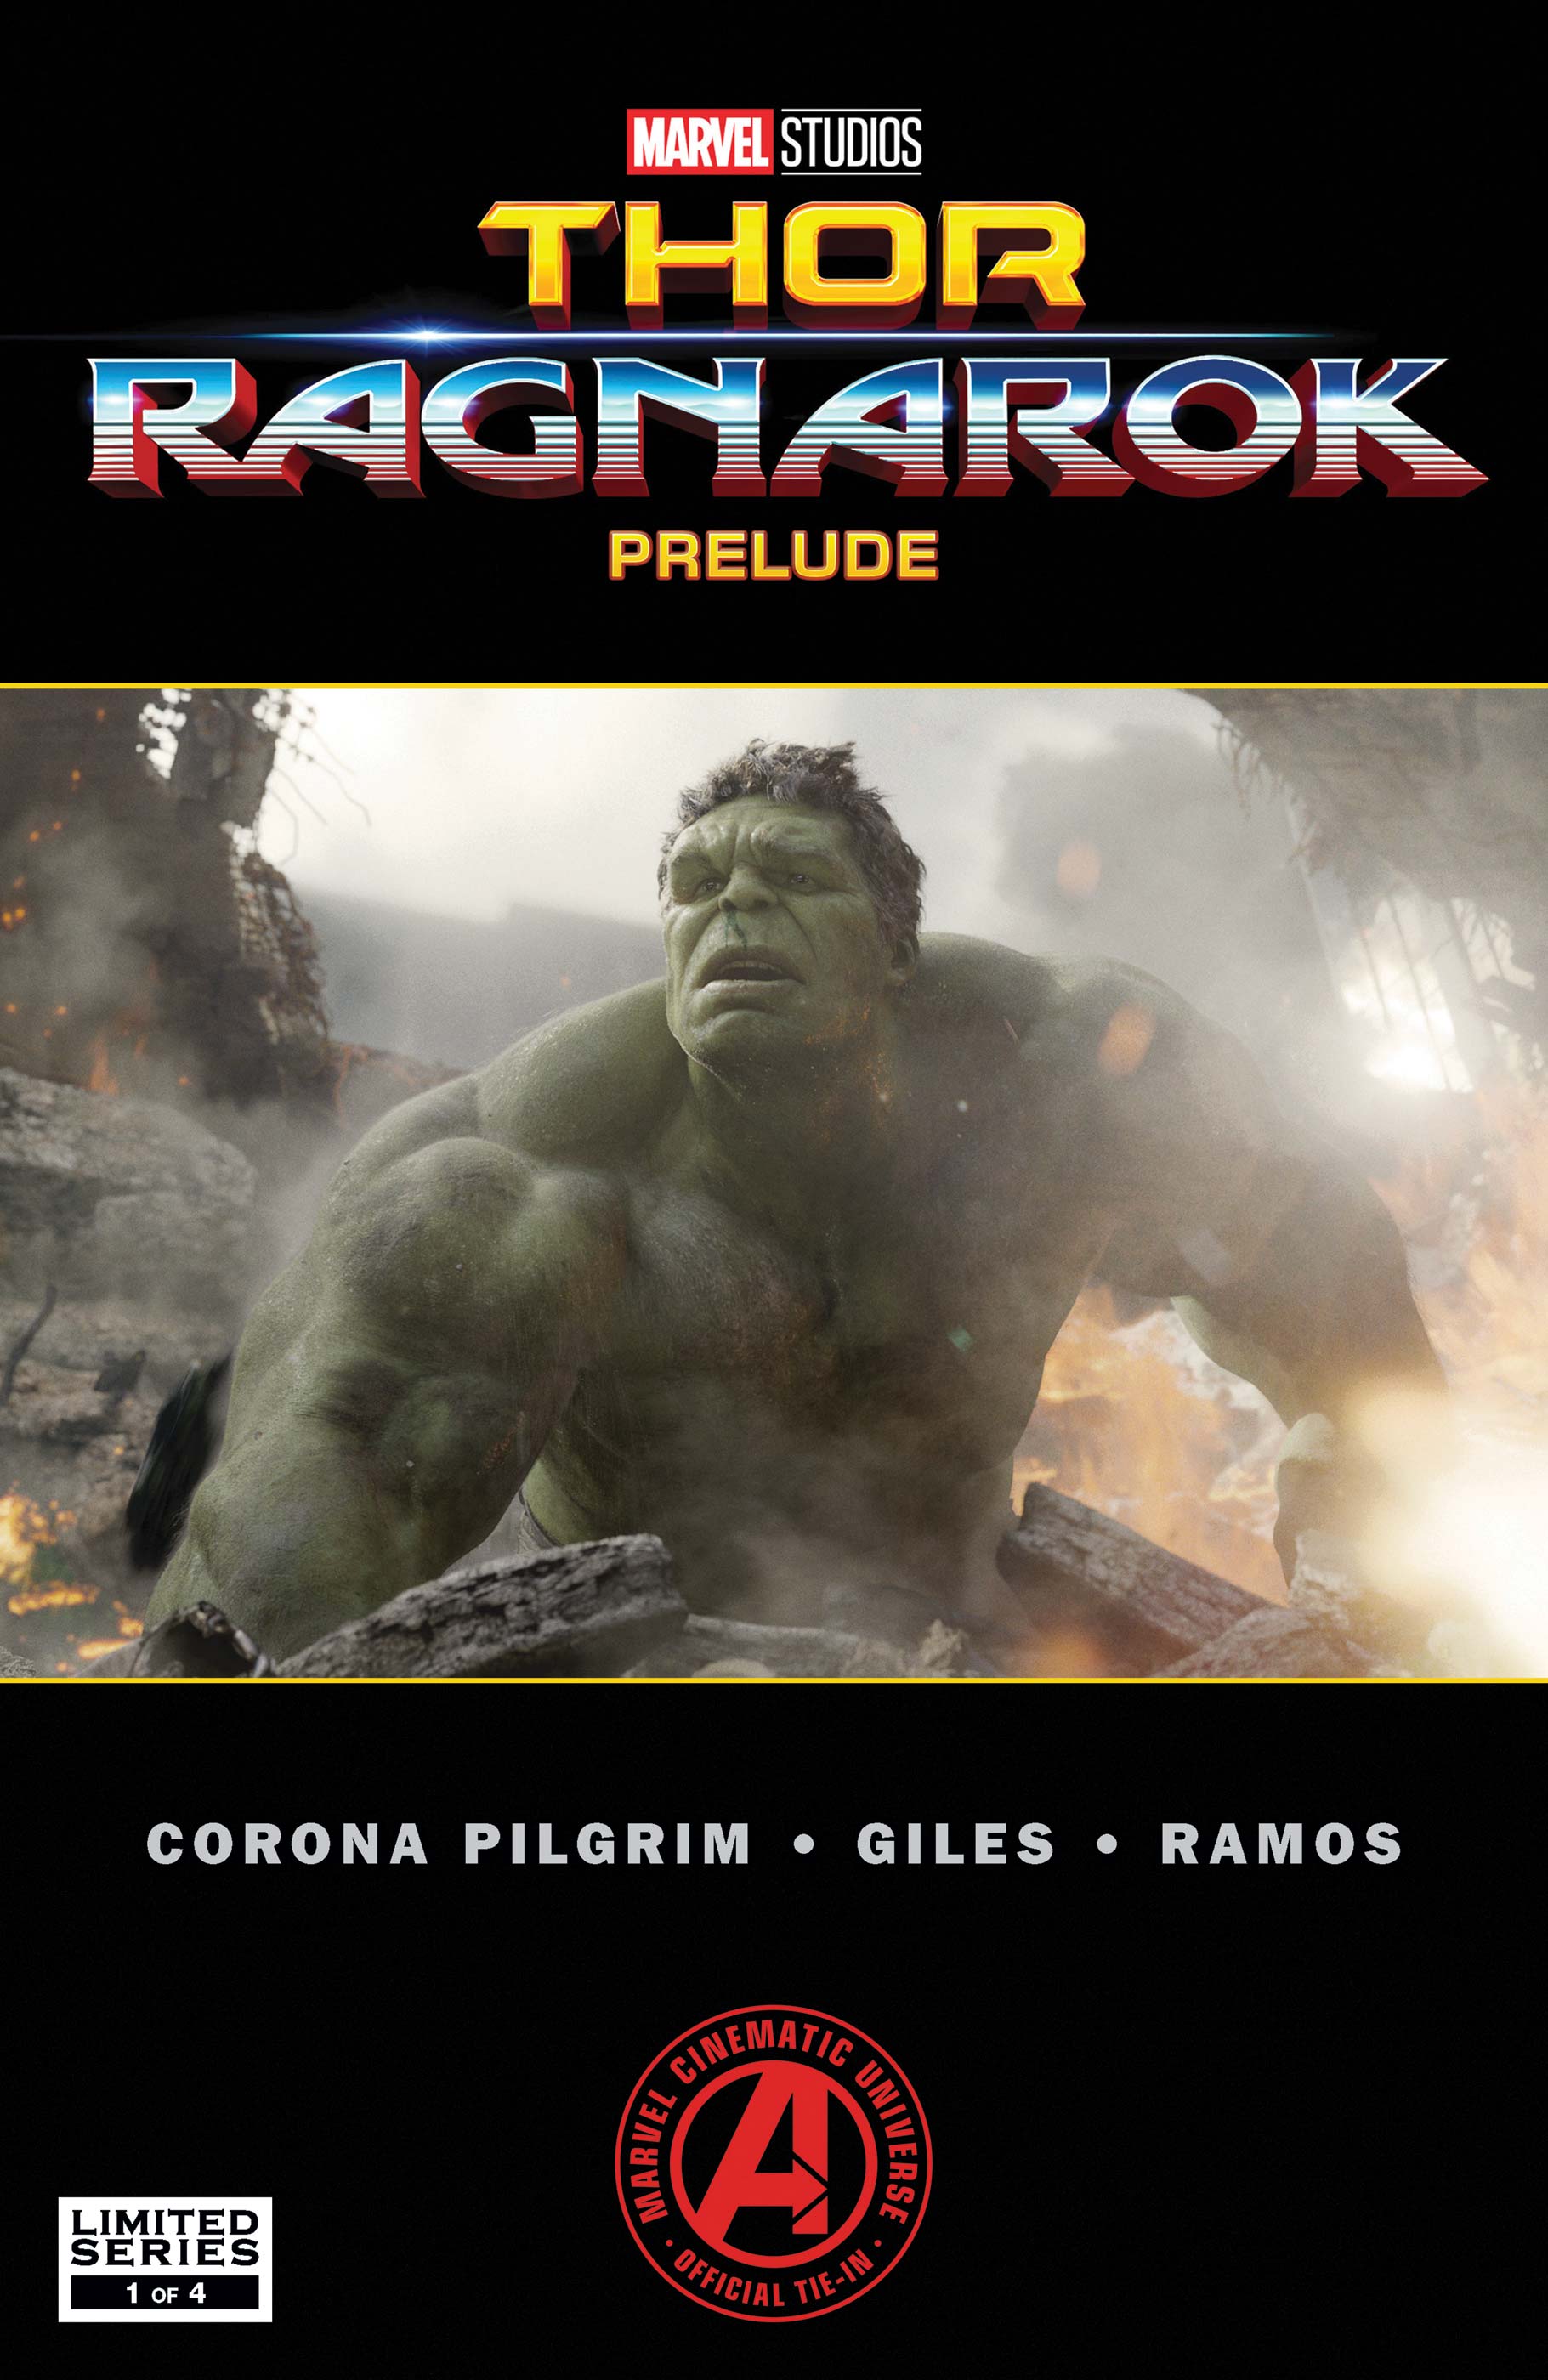 MARVEL STUDIOS
THOR
RAGNAROK
PRELUDE
CORONA PILGRIM • GILES • RAMOS
MARVEL CINEMATIC UNIVERSE
• OFFICIAL TIE-IN •
A
LIMITED
SERIES
1 OF 4